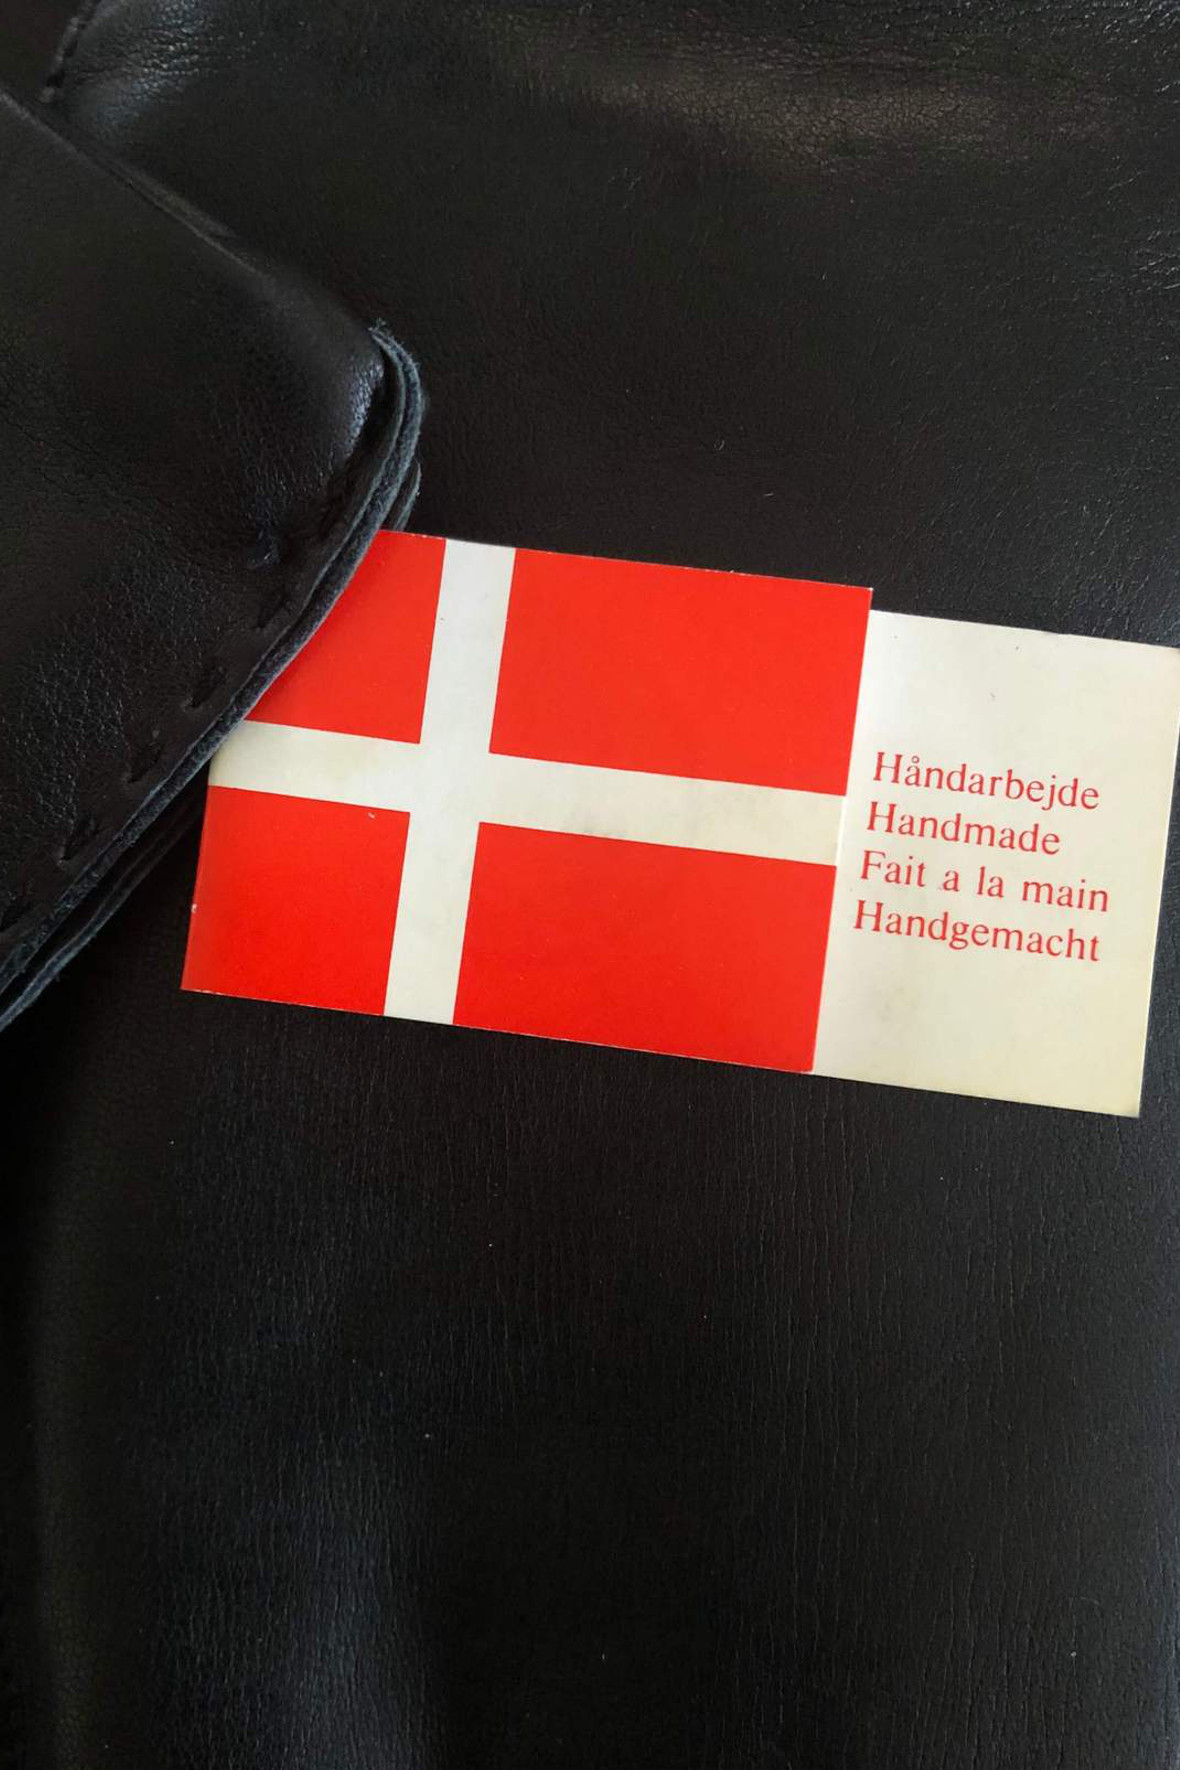 Håndarbejde
Handmade
Fait a la main
Handgemacht